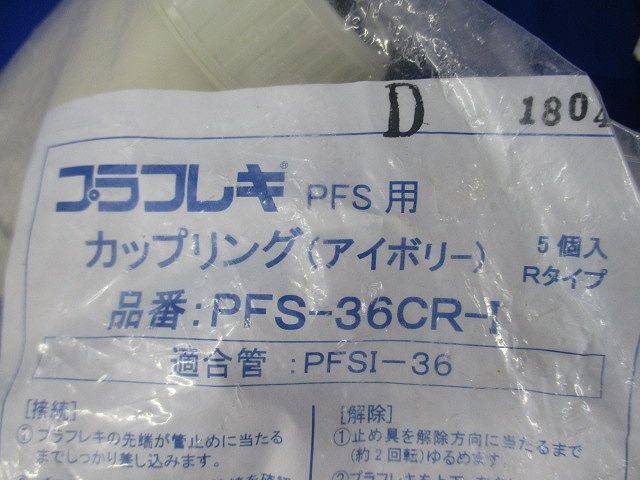 D 1804
プラフレキ® PFS用
カップリング(アイボリー) 5個入
Rタイプ
品番:PFS-36CR-I
適合管:PFSI-36
[接続]
①プラフレキの先端が管止めに当たる
までしっかり差し込みます。
[解除]
①止め具を解除方向に当たるまで
(約2回転)ゆるめます。